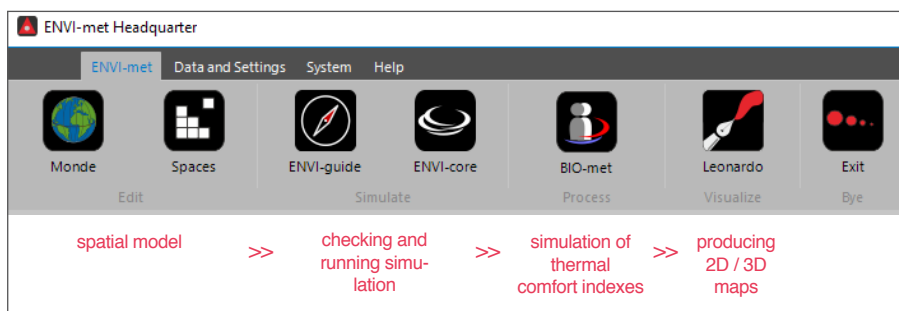 ENVI-met Headquarter
ENVI-met Data and Settings System Help
Monde Spaces ENVI-guide ENVI-core BIO-met Leonardo Exit
Edit Simulate Process Visualize Bye
spatial model >> checking and >> simulation of >> producing
running simu- thermal 2D / 3D
lation comfort indexes maps